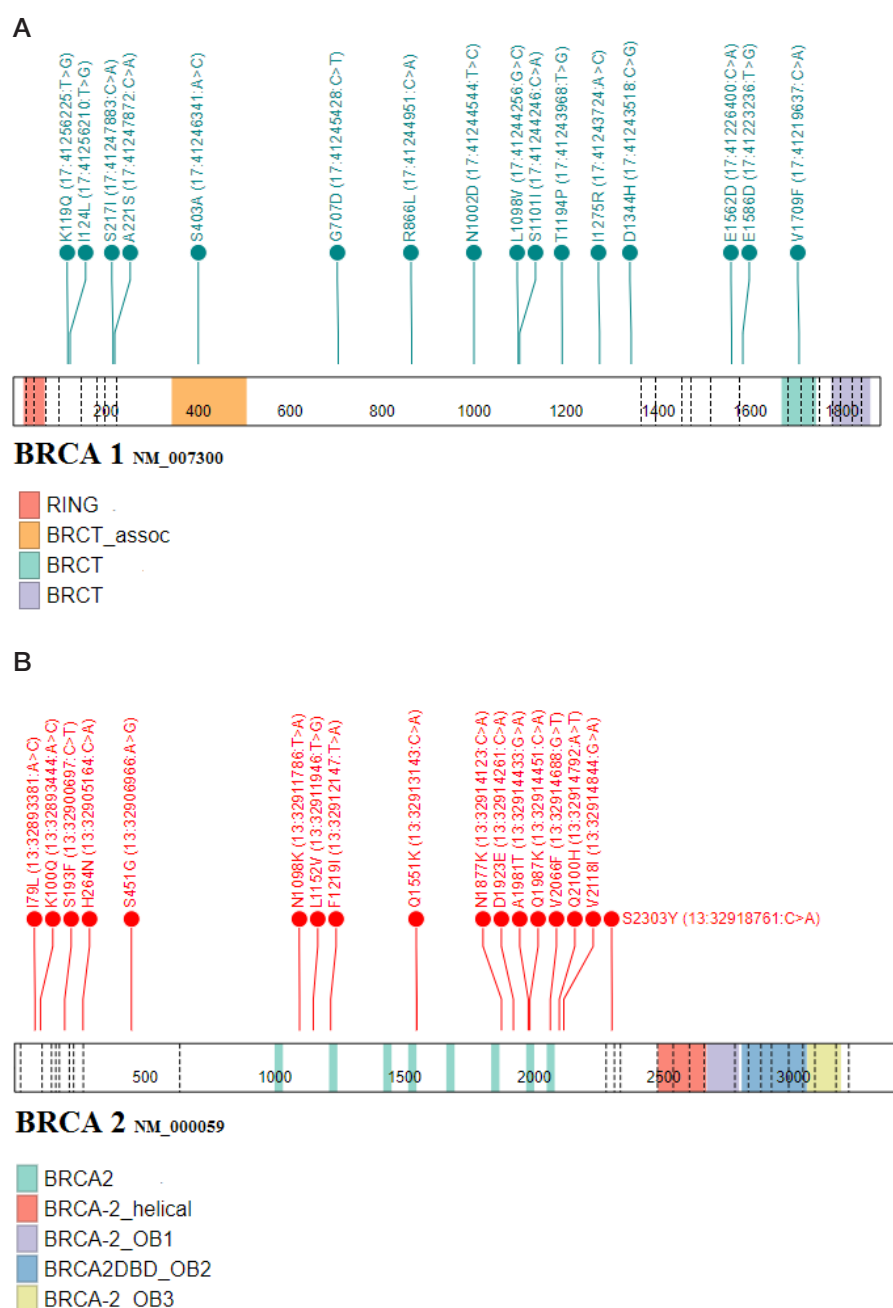 A
K119Q (17:41256225:T>G)
I124L (17:41256210:T>G)
S217I (17:41247883:C>A)
A221S (17:41247872:C>A)
S403A (17:41246341:A>C)
G707D (17:41245428:C>T)
R866L (17:41244951:C>A)
N1002D (17:41244544:T>C)
L1098V (17:41244256:G>C)
S1101I (17:41244246:C>A)
T1194P (17:41243968:T>G)
I1275R (17:41243724:A>C)
D1344H (17:41243518:C>G)
E1562D (17:41226400:C>A)
E1586D (17:41223236:T>G)
V1709F (17:41219637:C>A)
200 400 600 800 1000 1200 1400 1600 1800
BRCA 1 NM_007300
RING
BRCT_assoc
BRCT
BRCT
B
I79L (13:32893381:A>C)
K100Q (13:32893444:A>C)
S193F (13:32900697:C>T)
H264N (13:32905164:C>A)
S451G (13:32906966:A>G)
N1098K (13:32911786:T>A)
L1152V (13:32911946:T>G)
F1219I (13:32912147:T>A)
Q1551K (13:32913143:C>A)
N1877K (13:32914123:C>A)
D1923E (13:32914261:C>A)
A1981T (13:32914433:G>A)
Q1987K (13:32914451:C>A)
V2066F (13:32914688:G>T)
Q2100H (13:32914792:A>T)
V2118I (13:32914844:G>A)
S2303Y (13:32918761:C>A)
500 1000 1500 2000 2500 3000
BRCA 2 NM_000059
BRCA2
BRCA-2_helical
BRCA-2_OB1
BRCA2DBD_OB2
BRCA-2_OB3